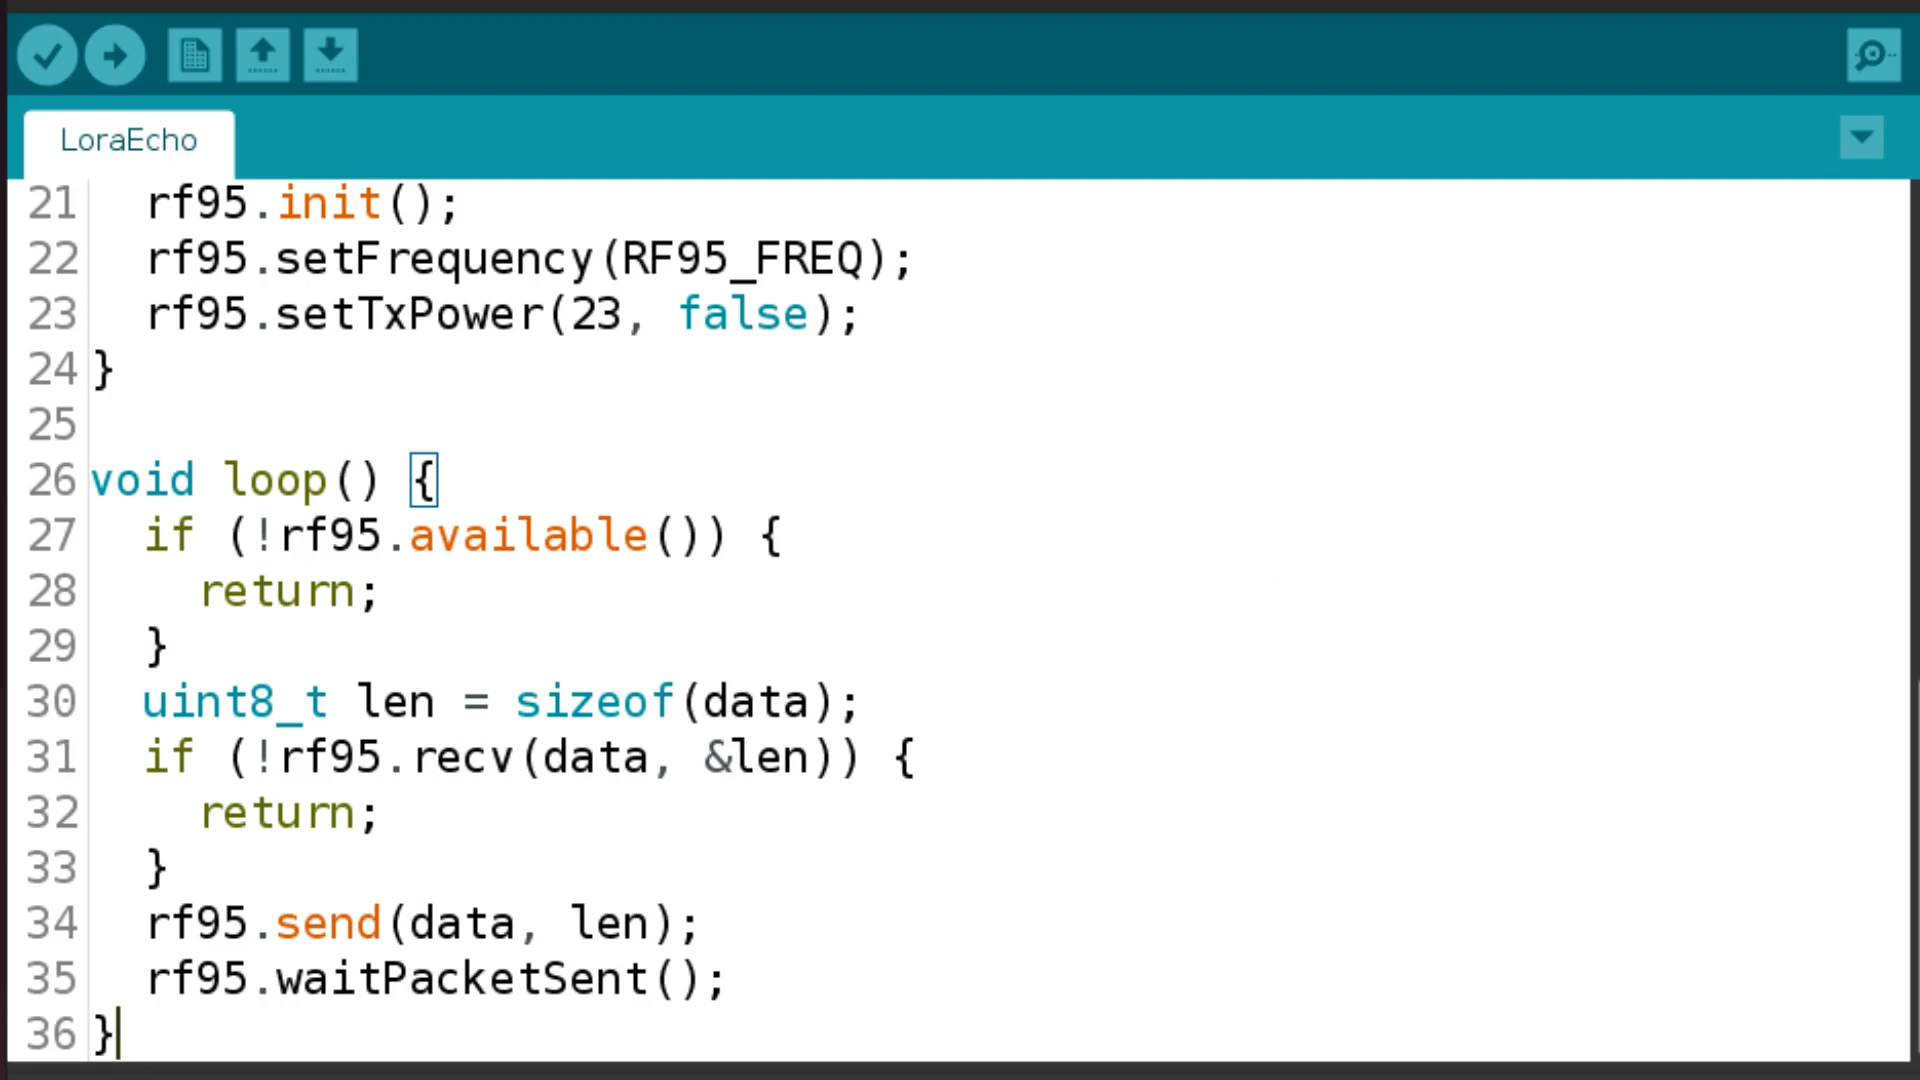 LoraEcho
21 rf95.init();
22 rf95.setFrequency(RF95_FREQ);
23 rf95.setTxPower(23, false);
24 }
25
26 void loop() {
27 if (!rf95.available()) {
28 return;
29 }
30 uint8_t len = sizeof(data);
31 if (!rf95.recv(data, &len)) {
32 return;
33 }
34 rf95.send(data, len);
35 rf95.waitPacketSent();
36 }